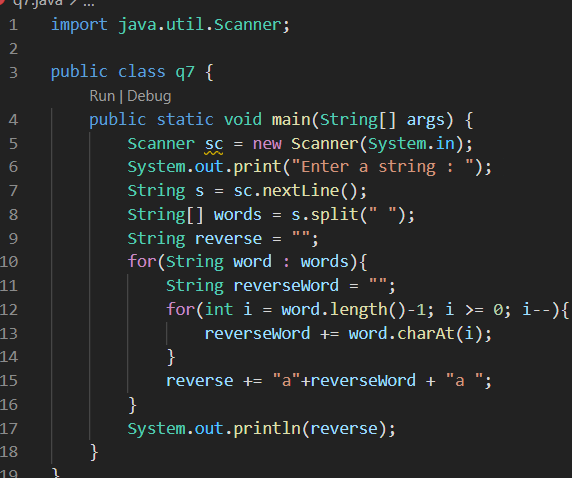 q7.java > ...
1 import java.util.Scanner;
2
3 public class q7 {
Run | Debug
4 public static void main(String[] args) {
5 Scanner sc = new Scanner(System.in);
6 System.out.print("Enter a string : ");
7 String s = sc.nextLine();
8 String[] words = s.split(" ");
9 String reverse = "";
10 for(String word : words){
11 String reverseWord = "";
12 for(int i = word.length()-1; i >= 0; i--){
13 reverseWord += word.charAt(i);
14 }
15 reverse += "a"+reverseWord + "a ";
16 }
17 System.out.println(reverse);
18 }
19 }